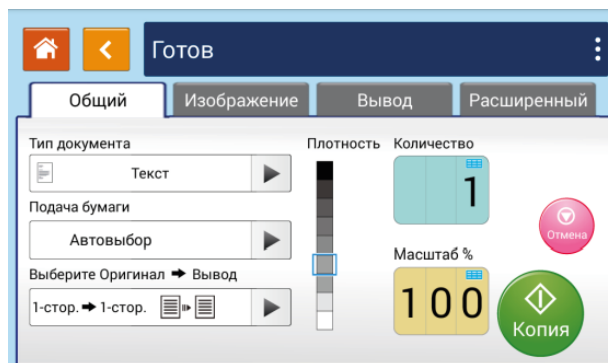 Готов
Общий
Изображение
Вывод
Расширенный
Тип документа
Текст
Подача бумаги
Автовыбор
Выберите Оригинал ➡ Вывод
1-стор. ➡ 1-стор.
Плотность
Количество
1
Масштаб %
100
Отмена
Копия